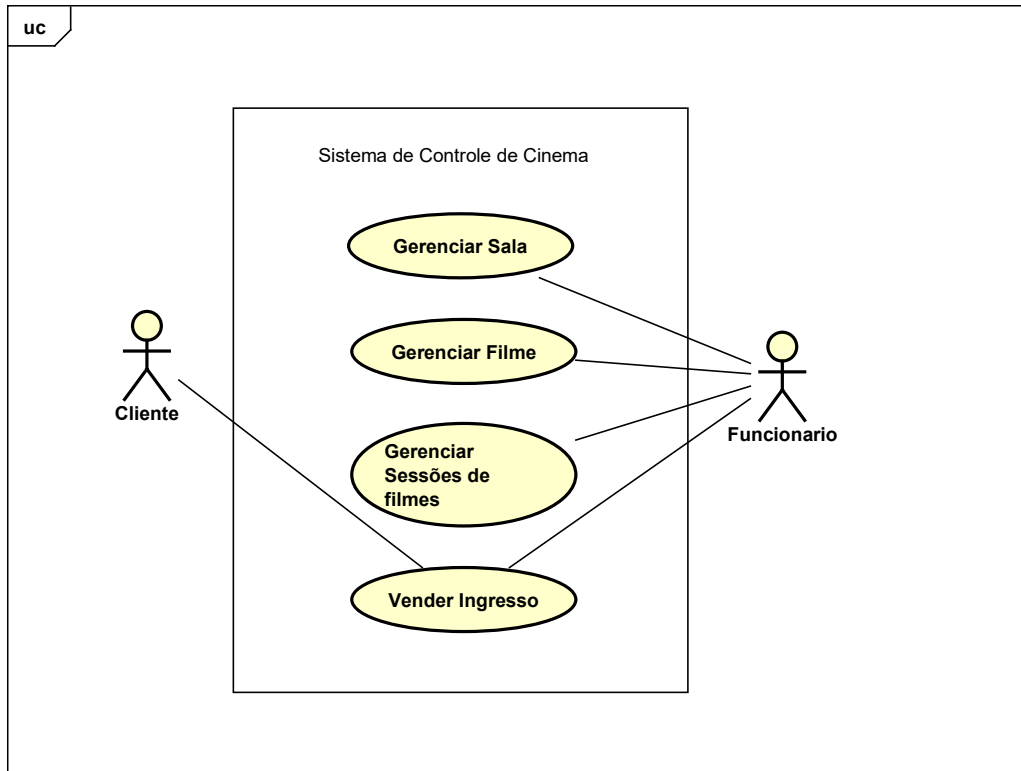 uc
Sistema de Controle de Cinema
Gerenciar Sala
Gerenciar Filme
Cliente
Funcionario
Gerenciar
Sessões de
filmes
Vender Ingresso